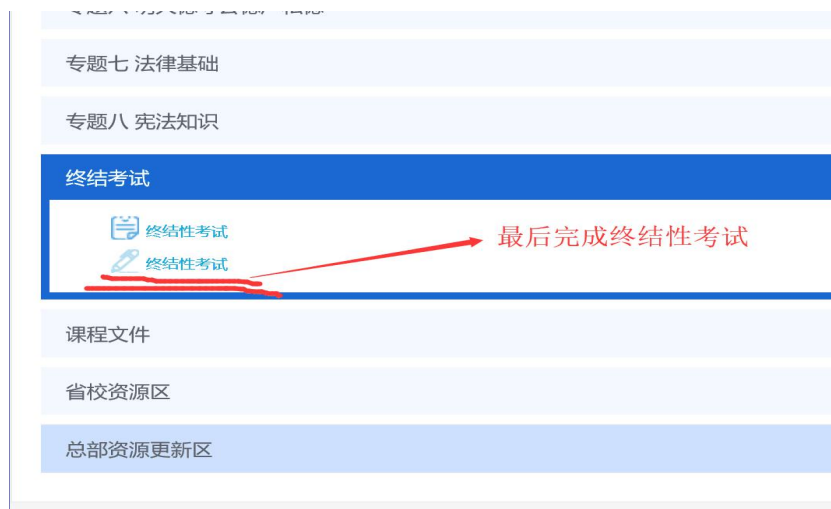 专题七 法律基础
专题八 宪法知识
终结考试
终结性考试
最后完成终结性考试
终结性考试
课程文件
省校资源区
总部资源更新区